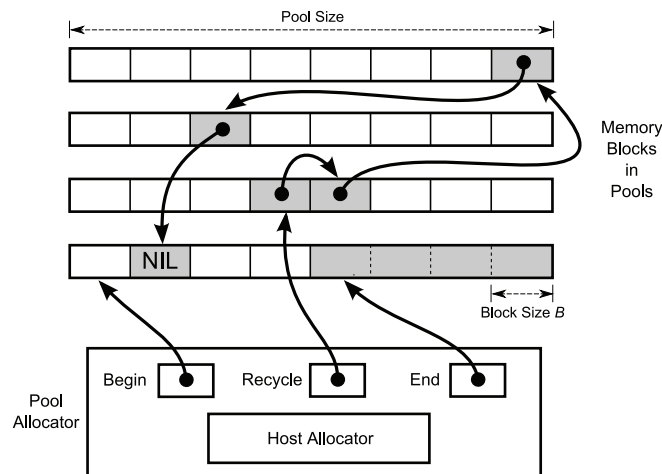 Pool Size
Memory
Blocks
in
Pools
NIL
Block Size B
Begin
Recycle
End
Pool
Allocator
Host Allocator